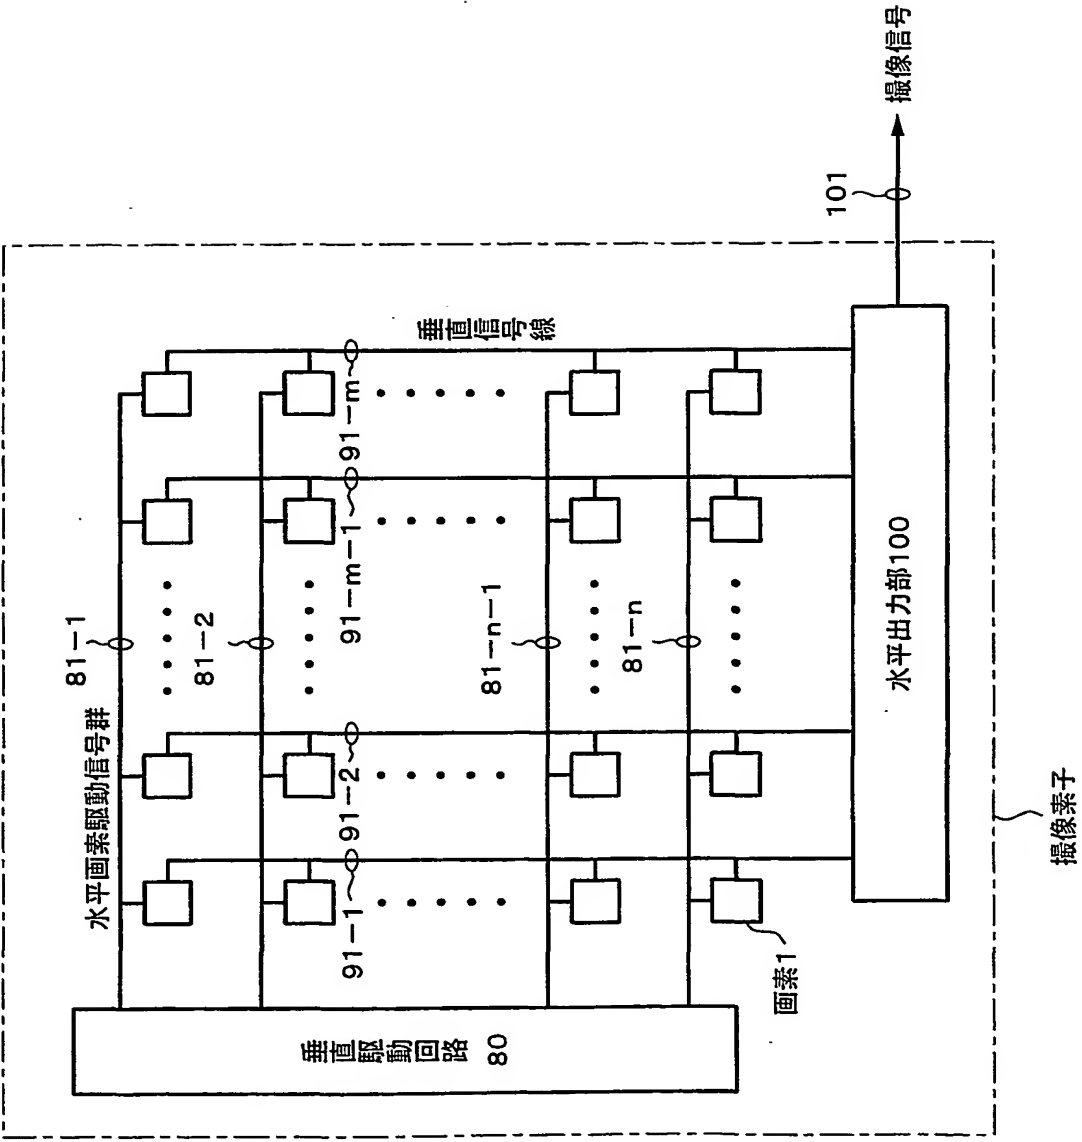 水平画素駆動信号群
81-1
81-2
81-n-1
81-n
垂直信号線
91-1
91-2
91-m-1
91-m
垂直駆動回路 80
画素1
水平出力部100
101
撮像信号
撮像素子